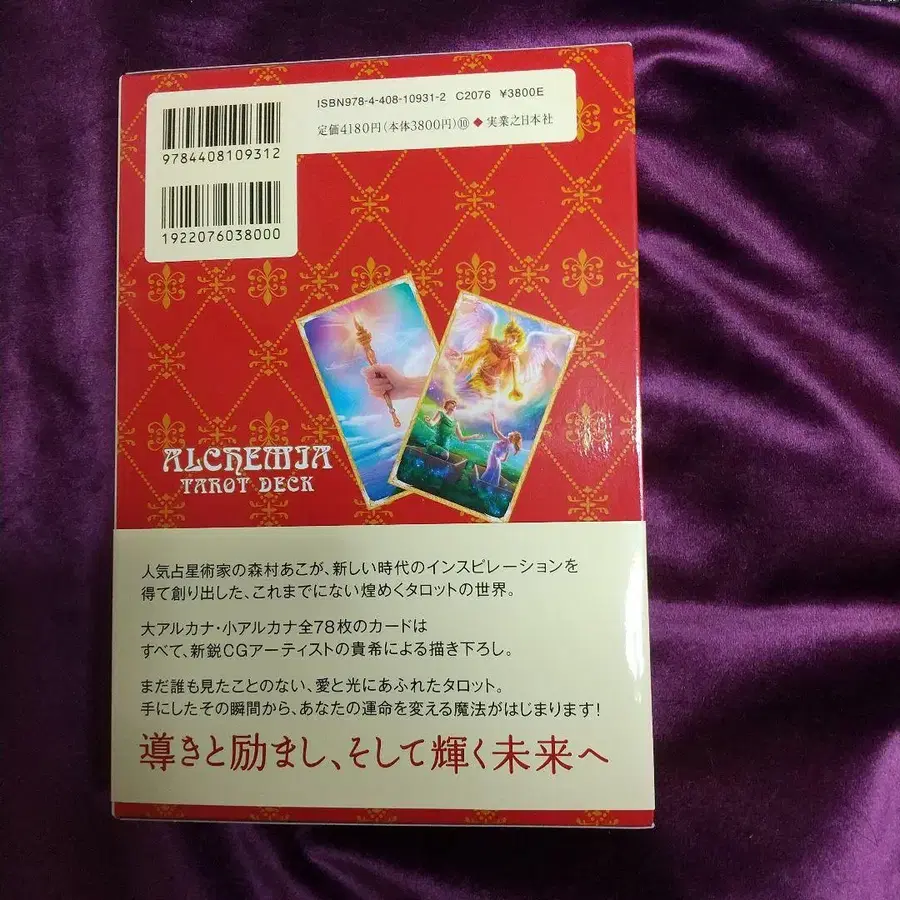 ISBN978-4-408-10931-2 C2076 ¥3800E
定価4180円(本体3800円)⑩ ◆ 実業之日本社
9784408109312
1922076038000
ALCHEMIA
TAROT DECK
人気占星術家の森村あこが、新しい時代のインスピレーションを
得て創り出した、これまでにない煌めくタロットの世界。
大アルカナ・小アルカナ全78枚のカードは
すべて、新鋭CGアーティストの貴希による描き下ろし。
まだ誰も見たことのない、愛と光にあふれたタロット。
手にしたその瞬間から、あなたの運命を変える魔法がはじまります!
導きと励まし、そして輝く未来へ